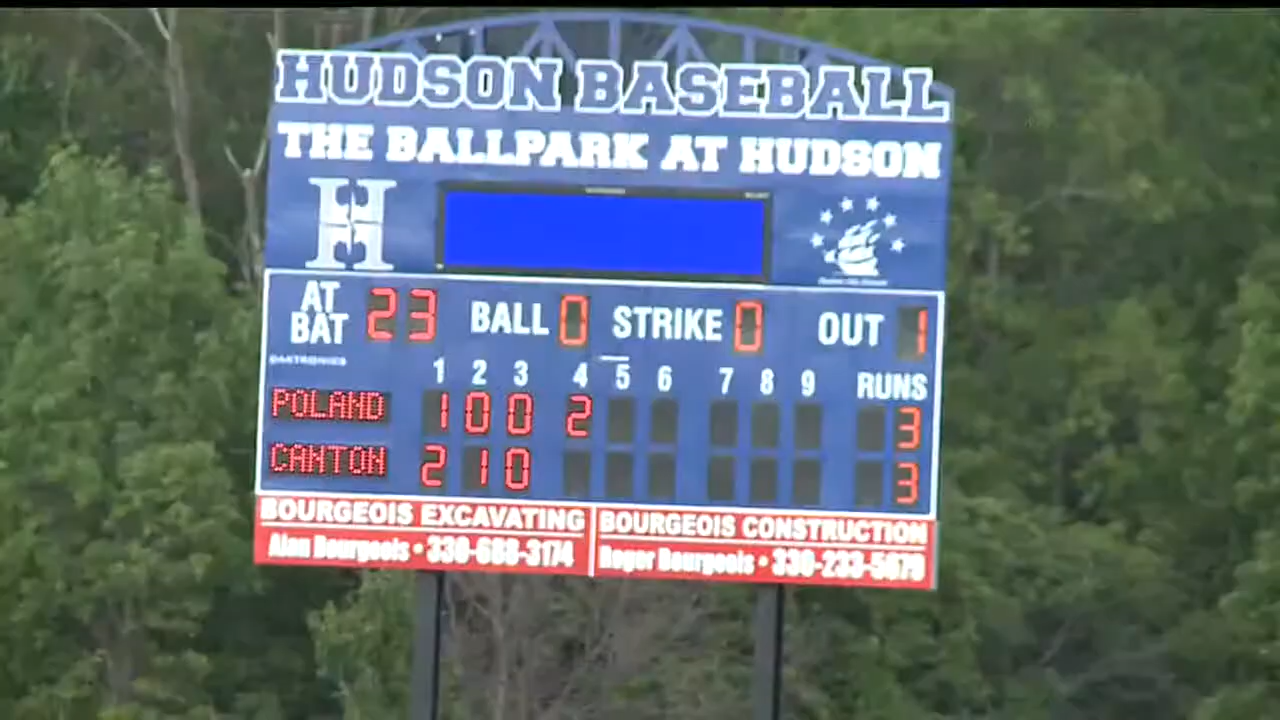 HUDSON BASEBALL
THE BALLPARK AT HUDSON
H
AT BAT 23 BALL 0 STRIKE 0 OUT 1
DAKTRONICS
1 2 3 4 5 6 7 8 9 RUNS
POLAND 1 0 0 2 3
CANTON 2 1 0 3
BOURGEOIS EXCAVATING
Alan Bourgeois • 330-688-3174
BOURGEOIS CONSTRUCTION
Roger Bourgeois • 330-233-5079